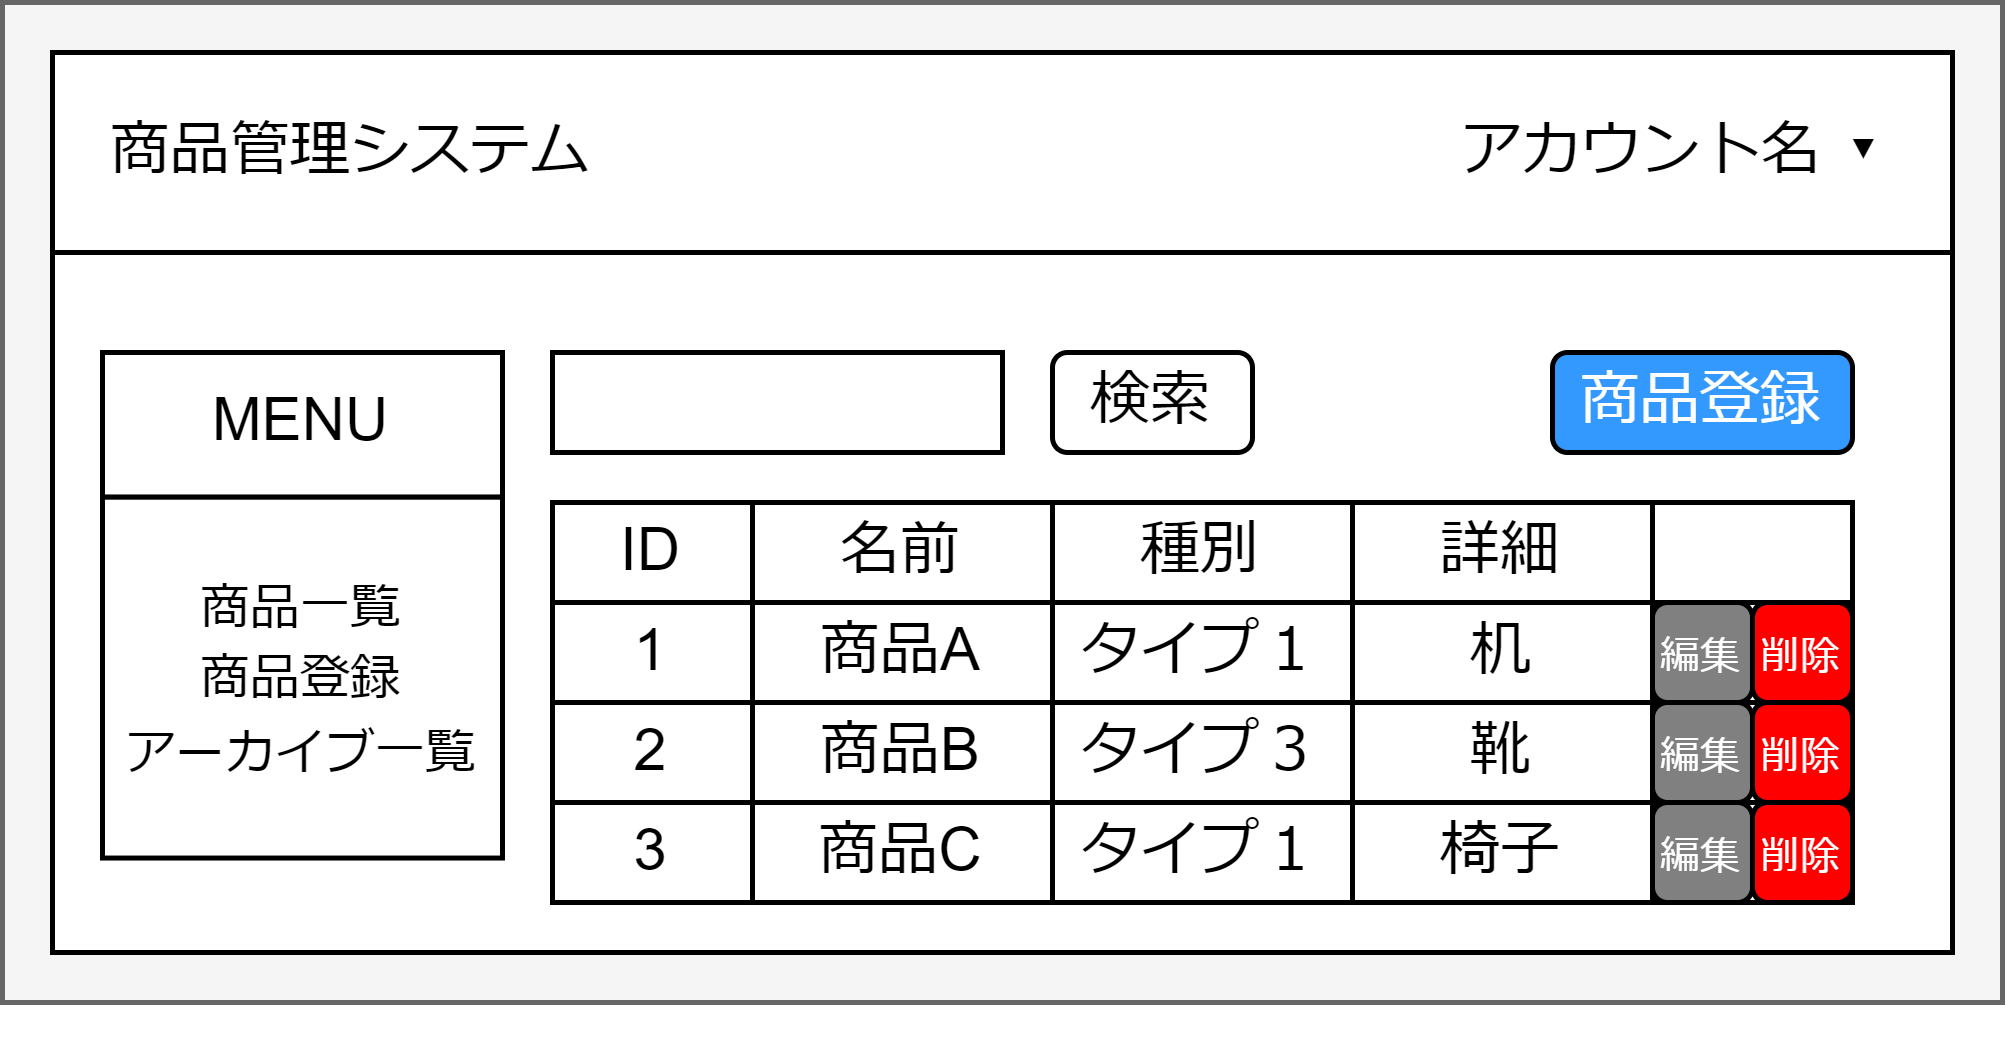 商品管理システム
アカウント名 ▼
MENU
商品一覧
商品登録
アーカイブ一覧
検索
商品登録
ID 名前 種別 詳細
1 商品A タイプ１ 机 編集 削除
2 商品B タイプ３ 靴 編集 削除
3 商品C タイプ１ 椅子 編集 削除